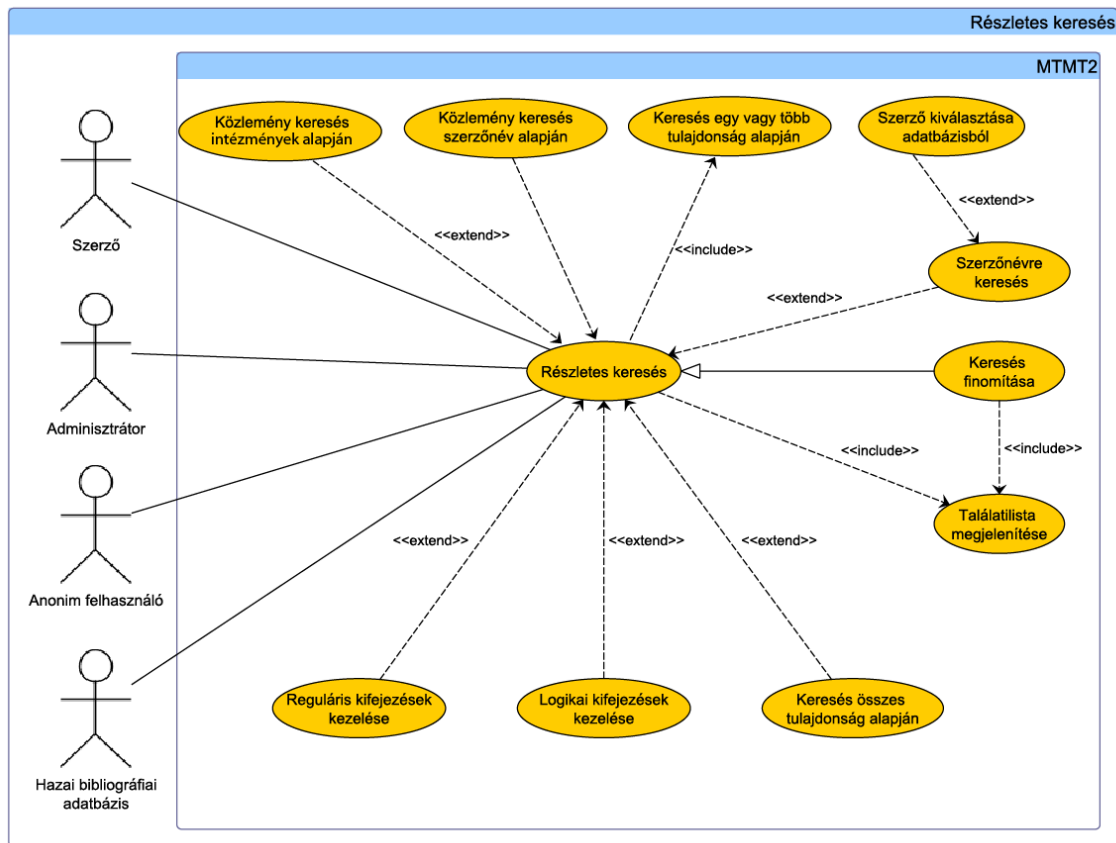 Részletes keresés
MTMT2
Közlemény keresés
intézmények alapján
Közlemény keresés
szerzőnév alapján
Keresés egy vagy több
tulajdonság alapján
Szerző kiválasztása
adatbázisból
<<extend>>
<<extend>>
<<include>>
Szerző
Szerzőnévre
keresés
<<extend>>
Részletes keresés
Keresés
finomítása
Adminisztrátor
<<include>>
<<include>>
Találatilista
megjelenítése
<<extend>>
<<extend>>
<<extend>>
Anonim felhasználó
Reguláris kifejezések
kezelése
Logikai kifejezések
kezelése
Keresés összes
tulajdonság alapján
Hazai bibliográfiai
adatbázis